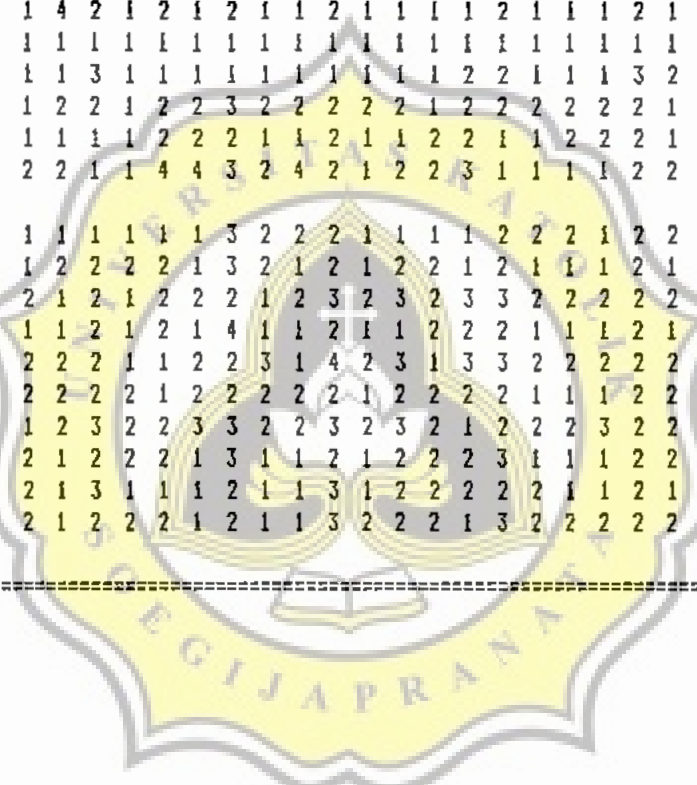 1 4 2 1 2 1 2 1 1 2 1 1 1 1 2 1 1 1 2 1
1 1 1 1 1 1 1 1 1 1 1 1 1 1 1 1 1 1 1 1
1 1 3 1 1 1 1 1 1 1 1 1 1 2 2 1 1 1 3 2
1 2 2 1 2 2 3 2 2 2 2 2 1 2 2 2 2 2 2 1
1 1 1 1 2 2 2 1 1 2 1 1 2 2 1 1 2 2 2 1
2 2 1 1 4 4 3 2 4 2 1 2 2 3 1 1 1 1 2 2
1 1 1 1 1 1 3 2 2 2 1 1 1 1 2 2 2 1 2 2
1 2 2 2 2 1 3 2 1 2 1 2 2 1 2 1 1 1 2 1
2 1 2 1 2 2 2 1 2 3 2 3 2 3 3 2 2 2 2 2
1 1 2 1 2 1 4 1 1 2 1 1 2 2 2 1 1 1 2 1
2 2 2 1 1 2 2 3 1 4 2 3 1 3 3 2 2 2 2 2
2 2 2 2 1 2 2 2 2 2 1 2 2 2 2 1 1 1 2 2
1 2 3 2 2 3 3 2 2 3 2 3 2 1 2 2 2 3 2 2
2 1 2 2 2 1 3 1 1 2 1 2 2 2 3 1 1 1 2 2
2 1 3 1 1 1 2 1 1 3 1 2 2 2 2 2 1 1 2 1
2 1 2 2 2 1 2 1 1 3 2 2 2 1 3 2 2 2 2 2
UNIVERSITAS KATOLIK
SOEGIJAPRANATA